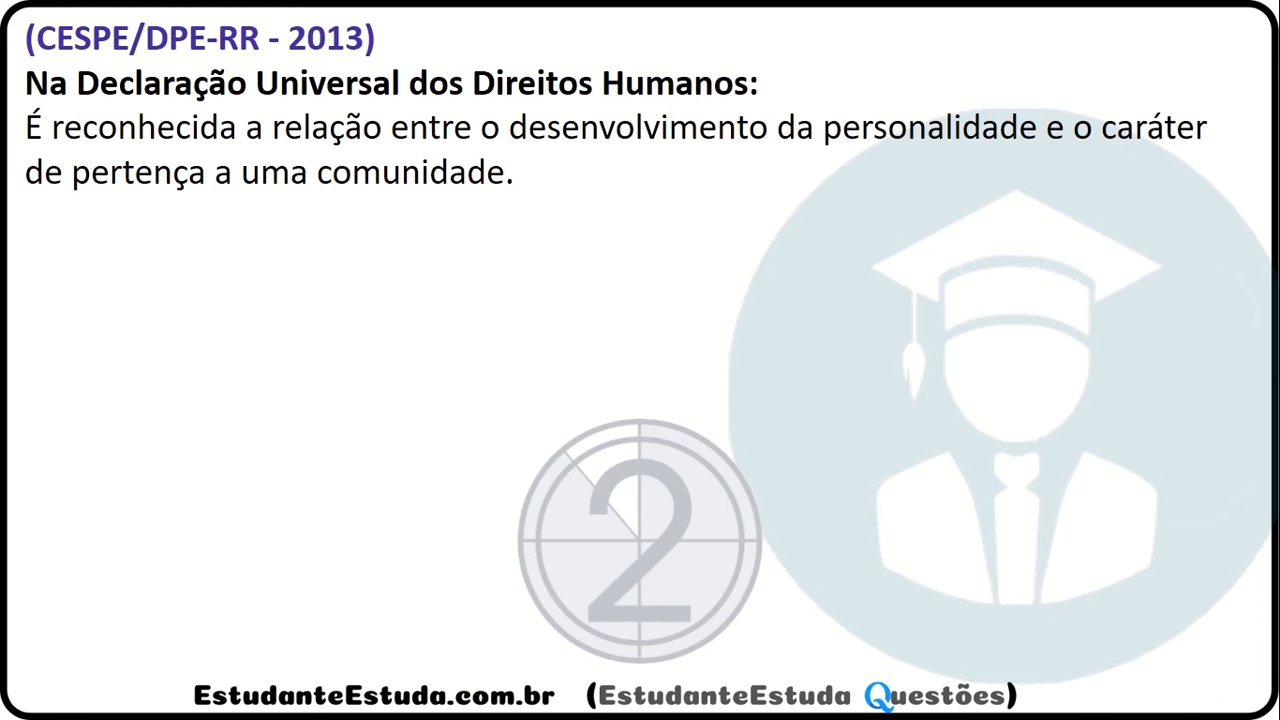 (CESPE/DPE-RR - 2013)
Na Declaração Universal dos Direitos Humanos:
É reconhecida a relação entre o desenvolvimento da personalidade e o caráter
de pertença a uma comunidade.
2
EstudanteEstuda.com.br (EstudanteEstuda Questões)